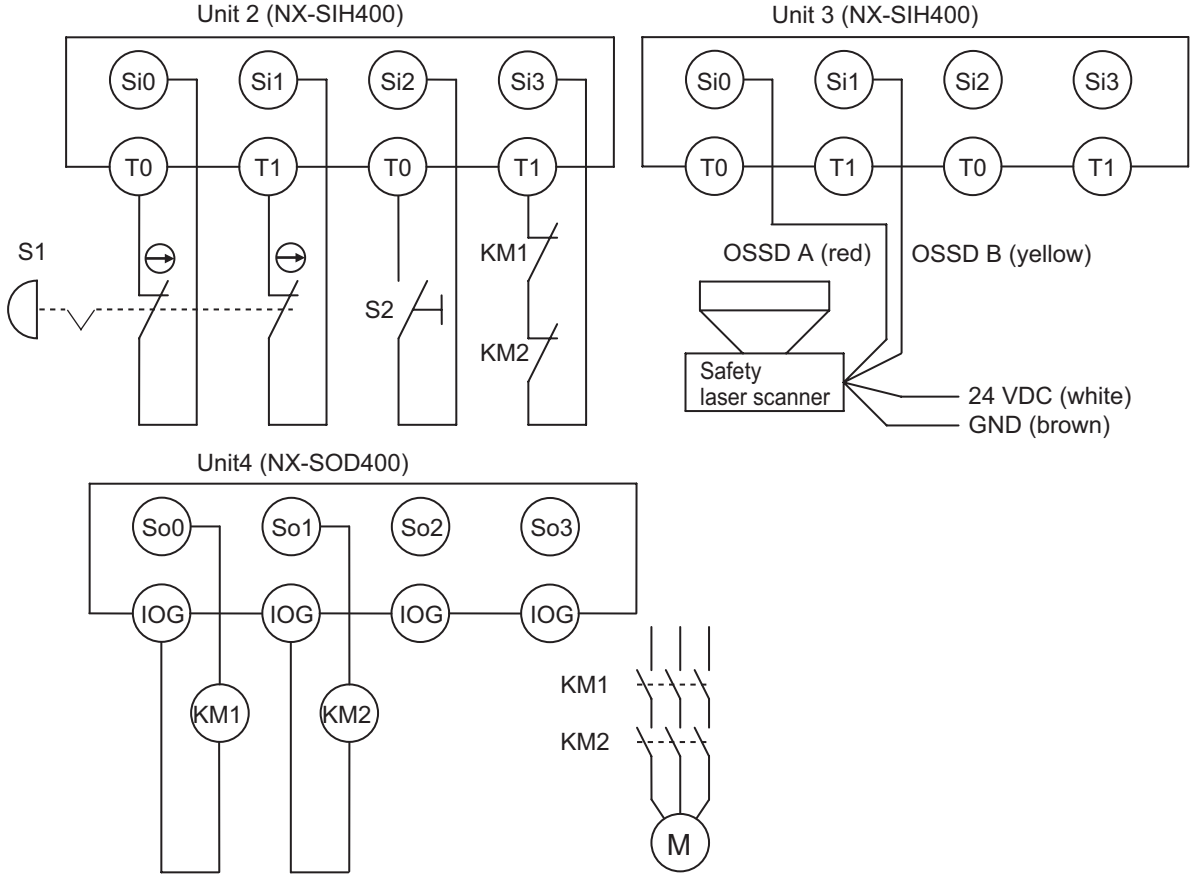 Unit 2 (NX-SIH400)
Si0 Si1 Si2 Si3
T0 T1 T0 T1
S1
S2
KM1
KM2
Unit 3 (NX-SIH400)
Si0 Si1 Si2 Si3
T0 T1 T0 T1
OSSD A (red)
OSSD B (yellow)
Safety
laser scanner
24 VDC (white)
GND (brown)
Unit4 (NX-SOD400)
So0 So1 So2 So3
IOG IOG IOG IOG
KM1 KM2
KM1
KM2
M